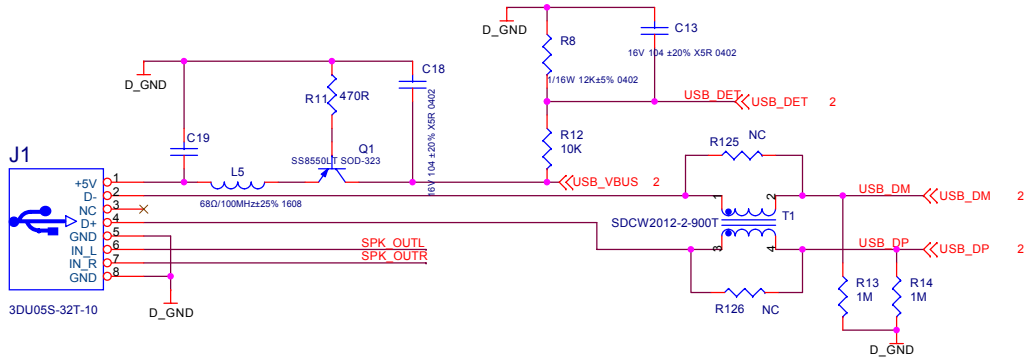 D_GND
R8
C13
16V 104 ±20% X5R 0402
1/16W 12K±5% 0402
D_GND
C18
R11
470R
16V 104 ±20% X5R 0402
USB_DET
USB_DET 2
R12
10K
C19
Q1
SS8550LT SOD-323
L5
68Ω/100MHz±25% 1608
USB_VBUS 2
R125
NC
J1
+5V 1
D- 2
NC 3
D+ 4
GND 5
IN_L 6
IN_R 7
GND 8
3DU05S-32T-10
SPK_OUTL
SPK_OUTR
D_GND
1 2
SDCW2012-2-900T
T1
3 4
USB_DM
USB_DM 2
USB_DP
USB_DP 2
R126
NC
R13
1M
R14
1M
D_GND